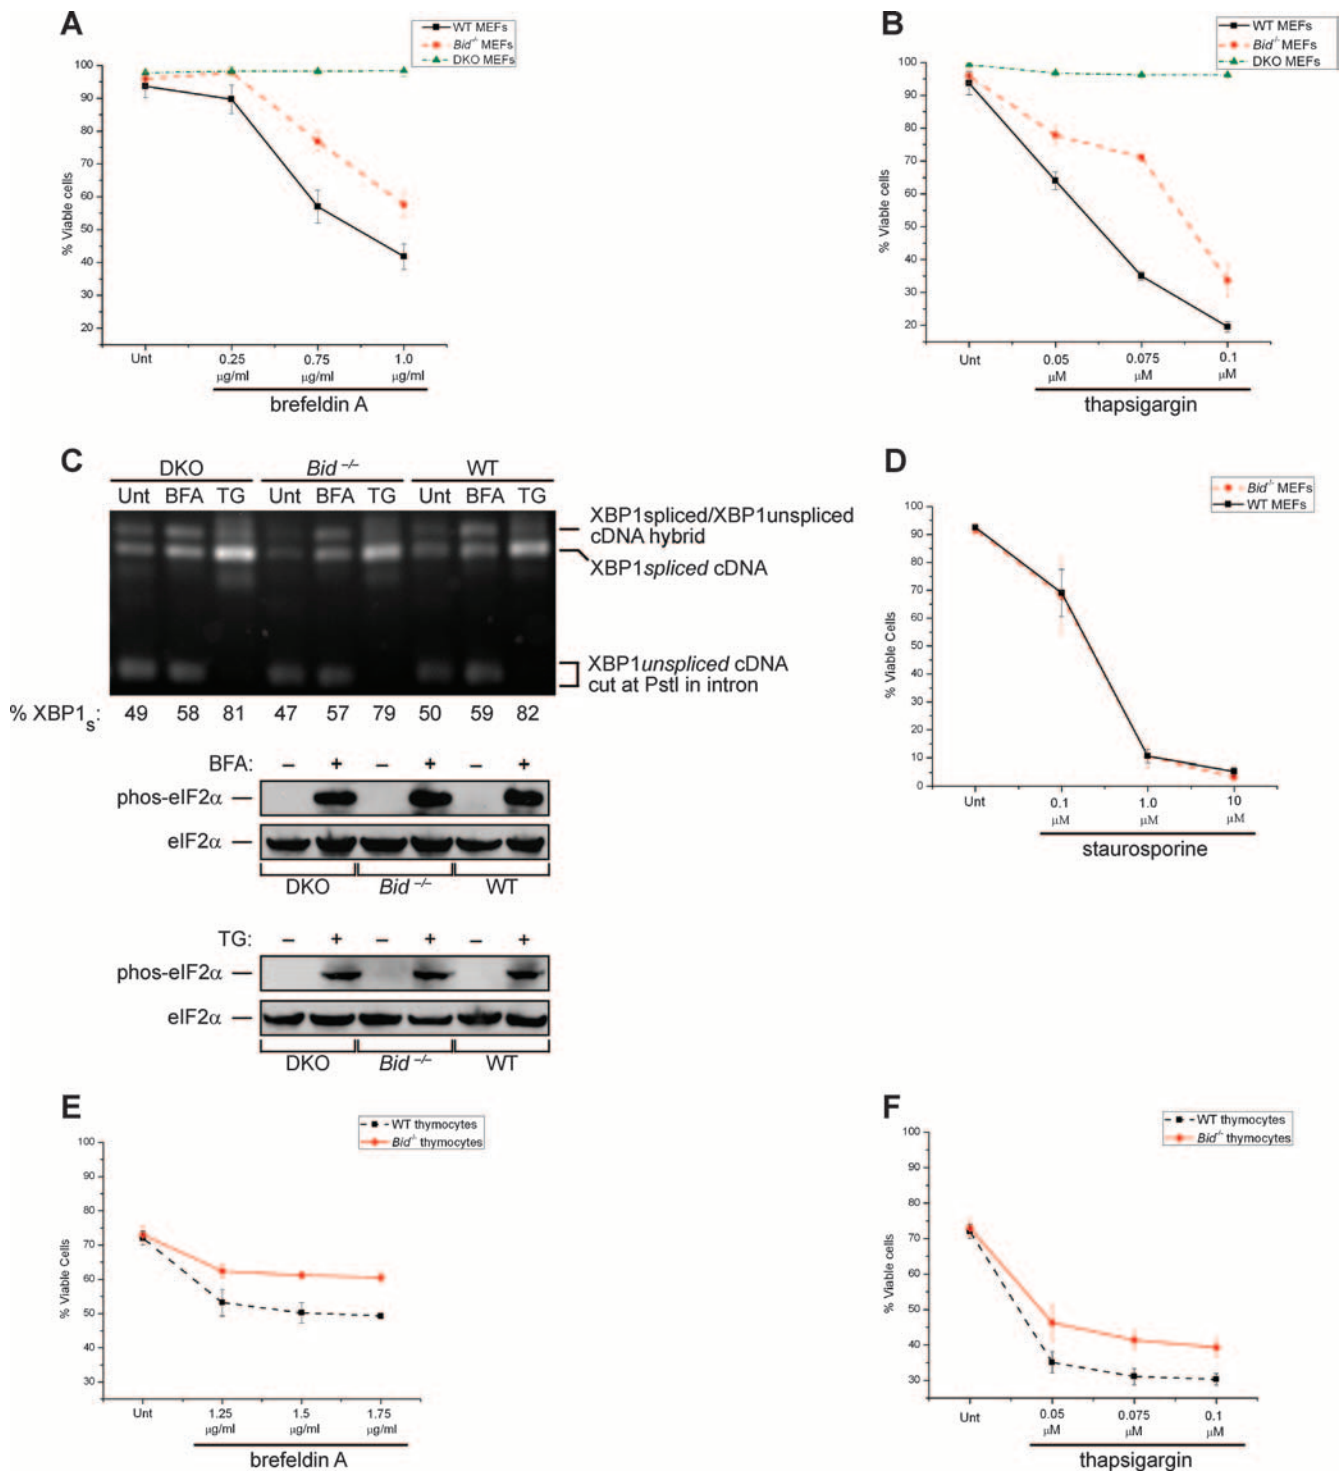 A
WT MEFs
Bid-/- MEFs
DKO MEFs
% Viable cells
100
90
80
70
60
50
40
30
20
Unt
0.25 μg/ml
0.75 μg/ml
1.0 μg/ml
brefeldin A
B
WT MEFs
Bid-/- MEFs
DKO MEFs
% Viable cells
100
90
80
70
60
50
40
30
20
Unt
0.05 μM
0.075 μM
0.1 μM
thapsigargin
C
DKO Bid –/– WT
Unt BFA TG Unt BFA TG Unt BFA TG
XBP1spliced/XBP1unspliced
cDNA hybrid
XBP1spliced cDNA
XBP1unspliced cDNA
cut at PstI in intron
% XBP1s: 49 58 81 47 57 79 50 59 82
BFA: – + – + – +
phos-eIF2α
eIF2α
DKO Bid –/– WT
TG: – + – + – +
phos-eIF2α
eIF2α
DKO Bid –/– WT
D
Bid-/- MEFs
WT MEFs
% Viable Cells
100
90
80
70
60
50
40
30
20
10
0
Unt
0.1 μM
1.0 μM
10 μM
staurosporine
E
WT thymocytes
Bid-/- thymocytes
% Viable Cells
100
90
80
70
60
50
40
30
Unt
1.25 μg/ml
1.5 μg/ml
1.75 μg/ml
brefeldin A
F
WT thymocytes
Bid-/- thymocytes
% Viable cells
100
90
80
70
60
50
40
30
Unt
0.05 μM
0.075 μM
0.1 μM
thapsigargin